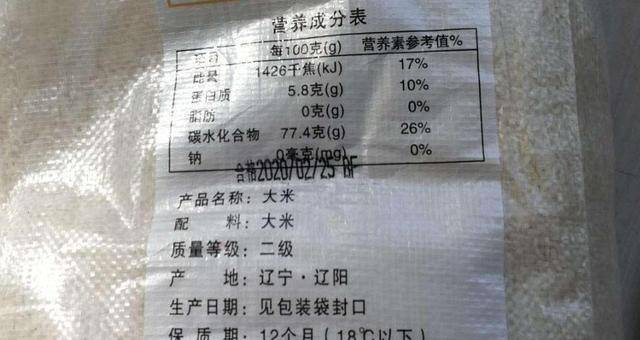 营养成分表
项目 每100克(g) 营养素参考值%
能量 1426千焦(kJ) 17%
蛋白质 5.8克(g) 10%
脂肪 0克(g) 0%
碳水化合物 77.4克(g) 26%
钠 0毫克(mg) 0%
合格2020/02/25 BF
产品名称：大米
配 料：大米
质量等级：二级
产 地：辽宁·辽阳
生产日期：见包装袋封口
保 质 期：12个月（18℃以下）